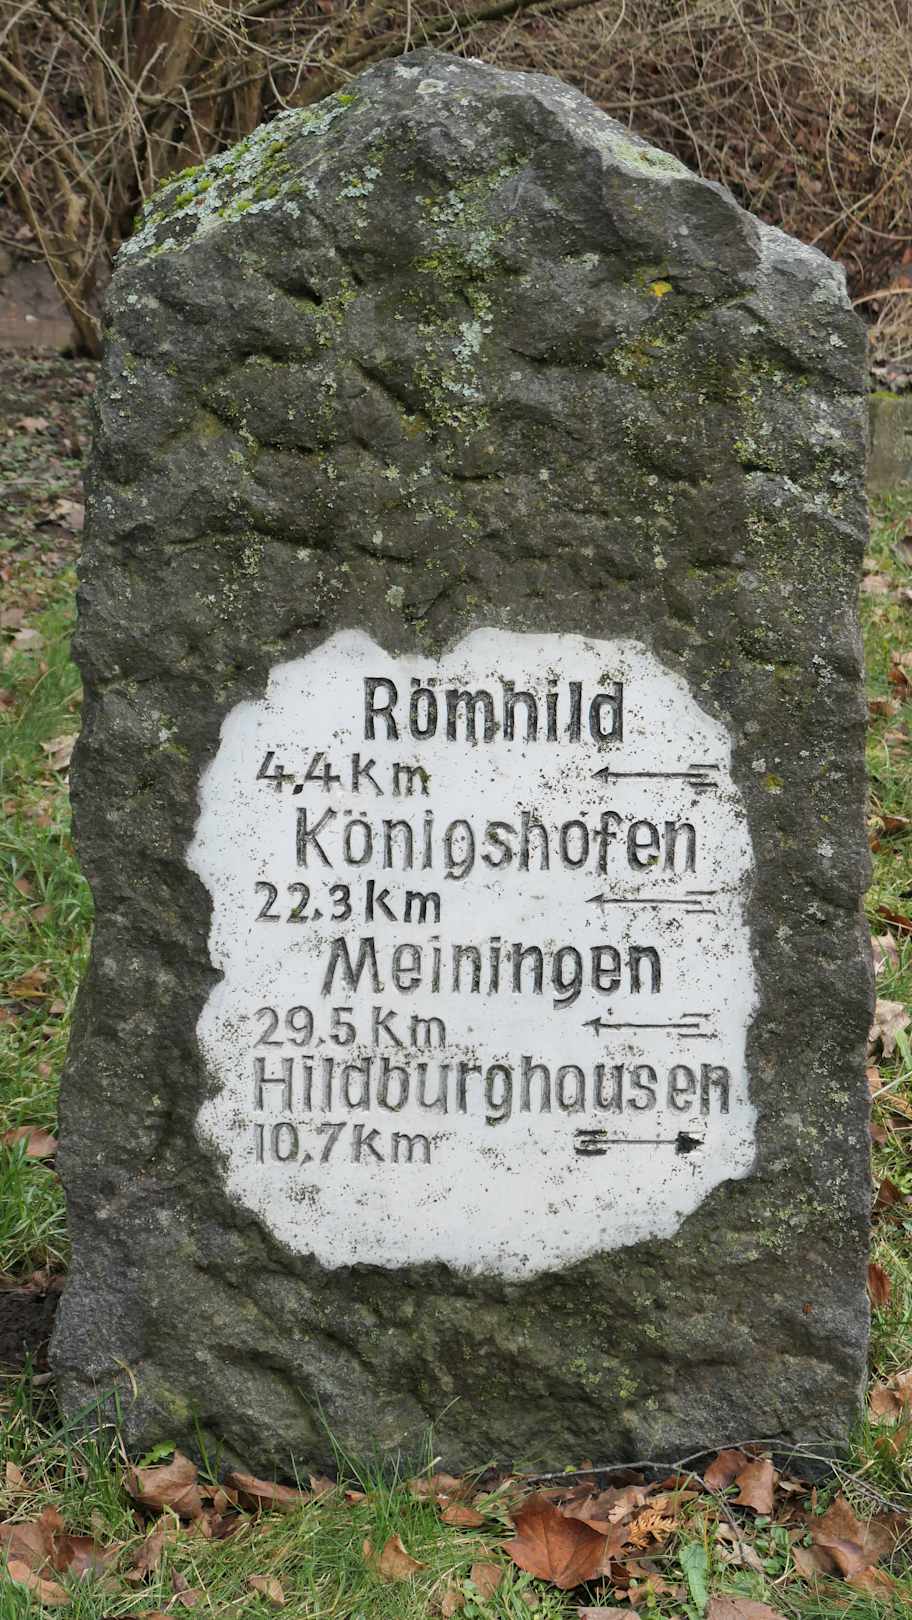 Römhild
4,4 km
Königshofen
22,3 km
Meiningen
29,5 km
Hildburghausen
10,7 km